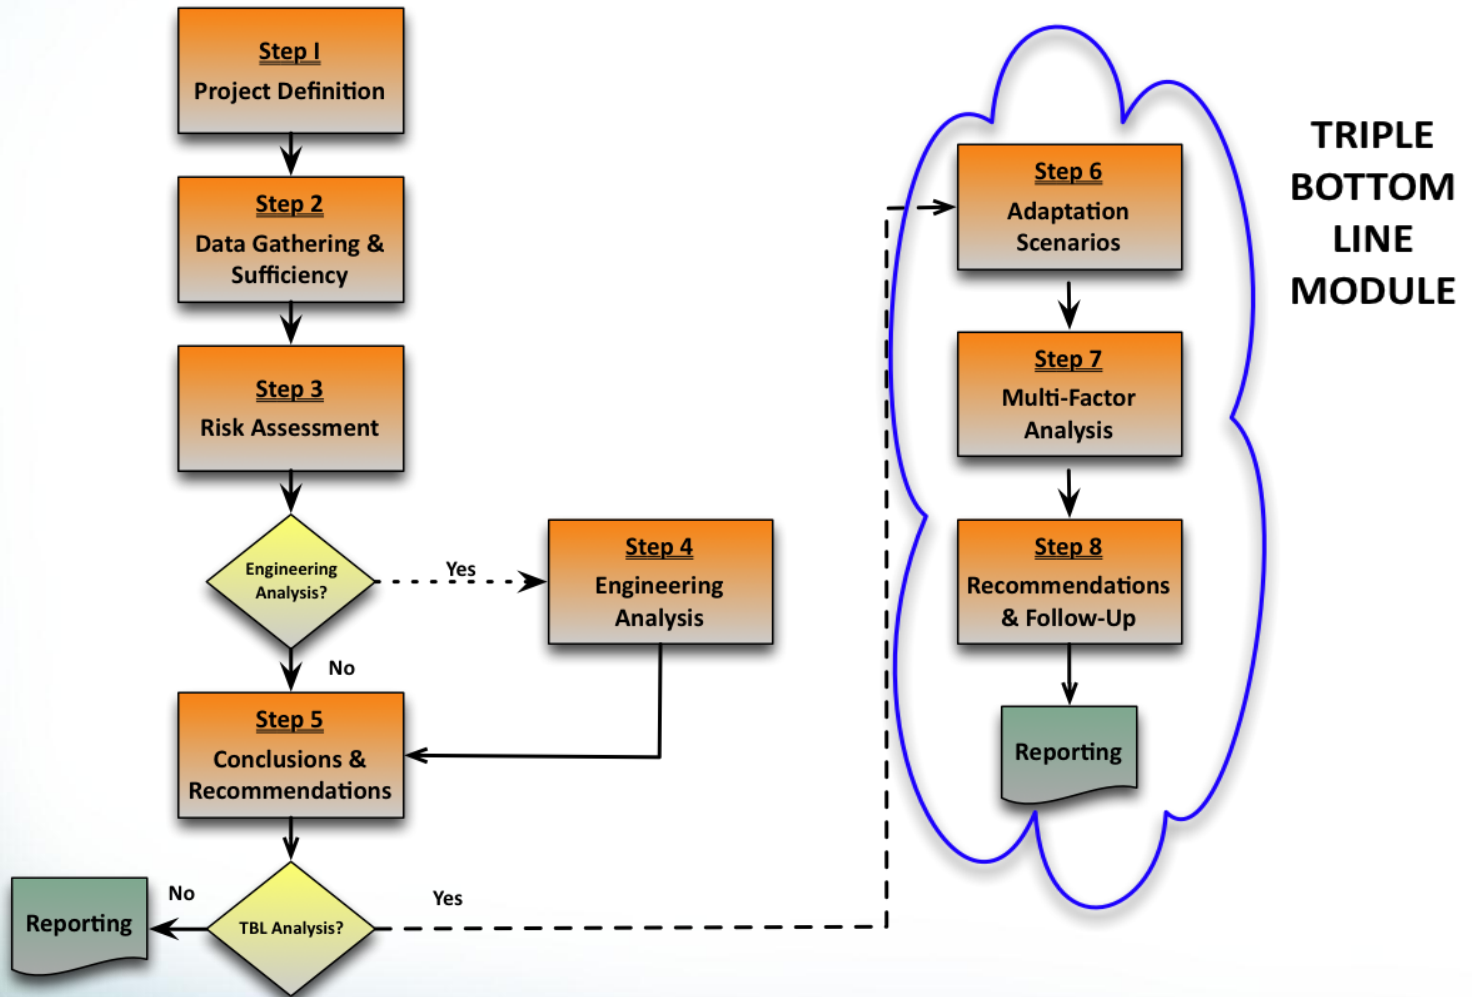 Step I
Project Definition
Step 2
Data Gathering &
Sufficiency
Step 3
Risk Assessment
Engineering
Analysis?
Yes
Step 4
Engineering
Analysis
No
Step 5
Conclusions &
Recommendations
TBL Analysis?
No
Reporting
Yes
TRIPLE
BOTTOM
LINE
MODULE
Step 6
Adaptation
Scenarios
Step 7
Multi-Factor
Analysis
Step 8
Recommendations
& Follow-Up
Reporting